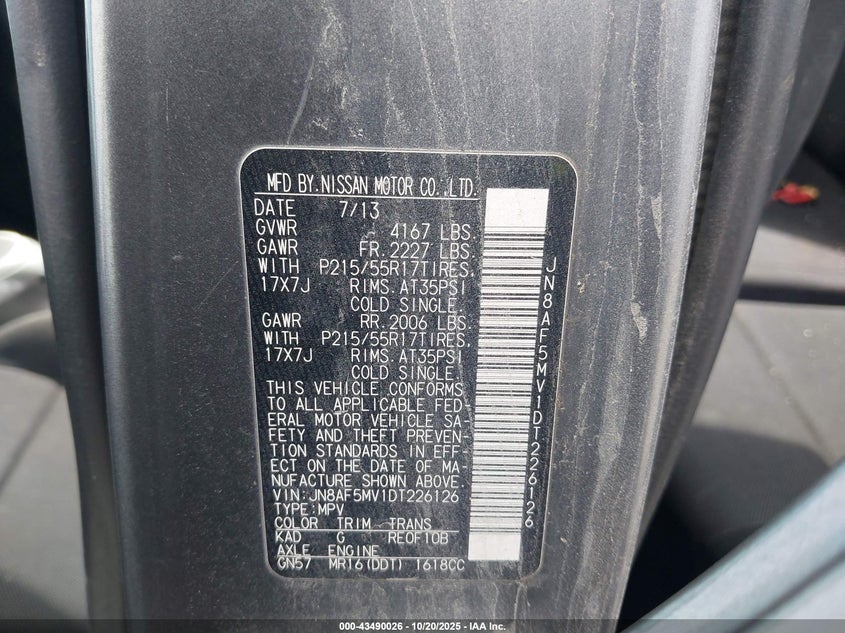 MFD BY.NISSAN MOTOR CO.,LTD.
DATE 7/13
GVWR 4167 LBS.
GAWR FR. 2227 LBS.
WITH P215/55R17TIRES.
17X7J RIMS. AT35PSI
COLD SINGLE.
GAWR RR. 2006 LBS.
WITH P215/55R17TIRES.
17X7J RIMS. AT35PSI
COLD SINGLE.
THIS VEHICLE CONFORMS
TO ALL APPLICABLE FED
ERAL MOTOR VEHICLE SA-
FETY AND THEFT PREVEN-
TION STANDARDS IN EFF-
ECT ON THE DATE OF MA-
NUFACTURE SHOWN ABOVE.
VIN:JN8AF5MV1DT226126
TYPE:MPV
COLOR TRIM TRANS
KAD G RE0F10B
AXLE ENGINE
GN57 MR16(DDT) 1618CC
JN8AF5MV1DT226126
000-43490026 - 10/20/2025 - IAA Inc.